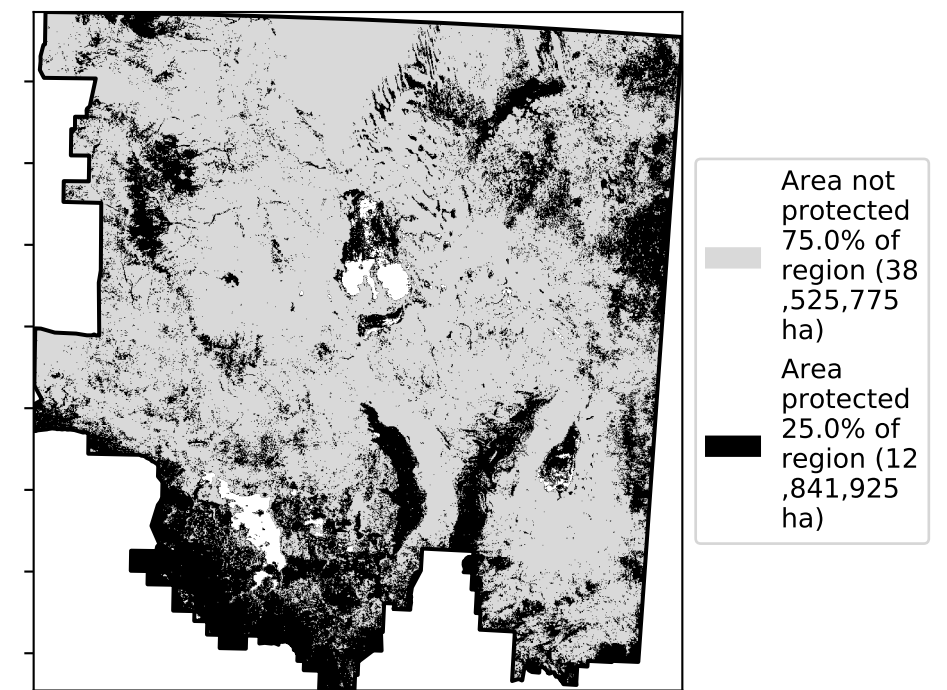 Area not
protected
75.0% of
region (38
,525,775
ha)
Area
protected
25.0% of
region (12
,841,925
ha)